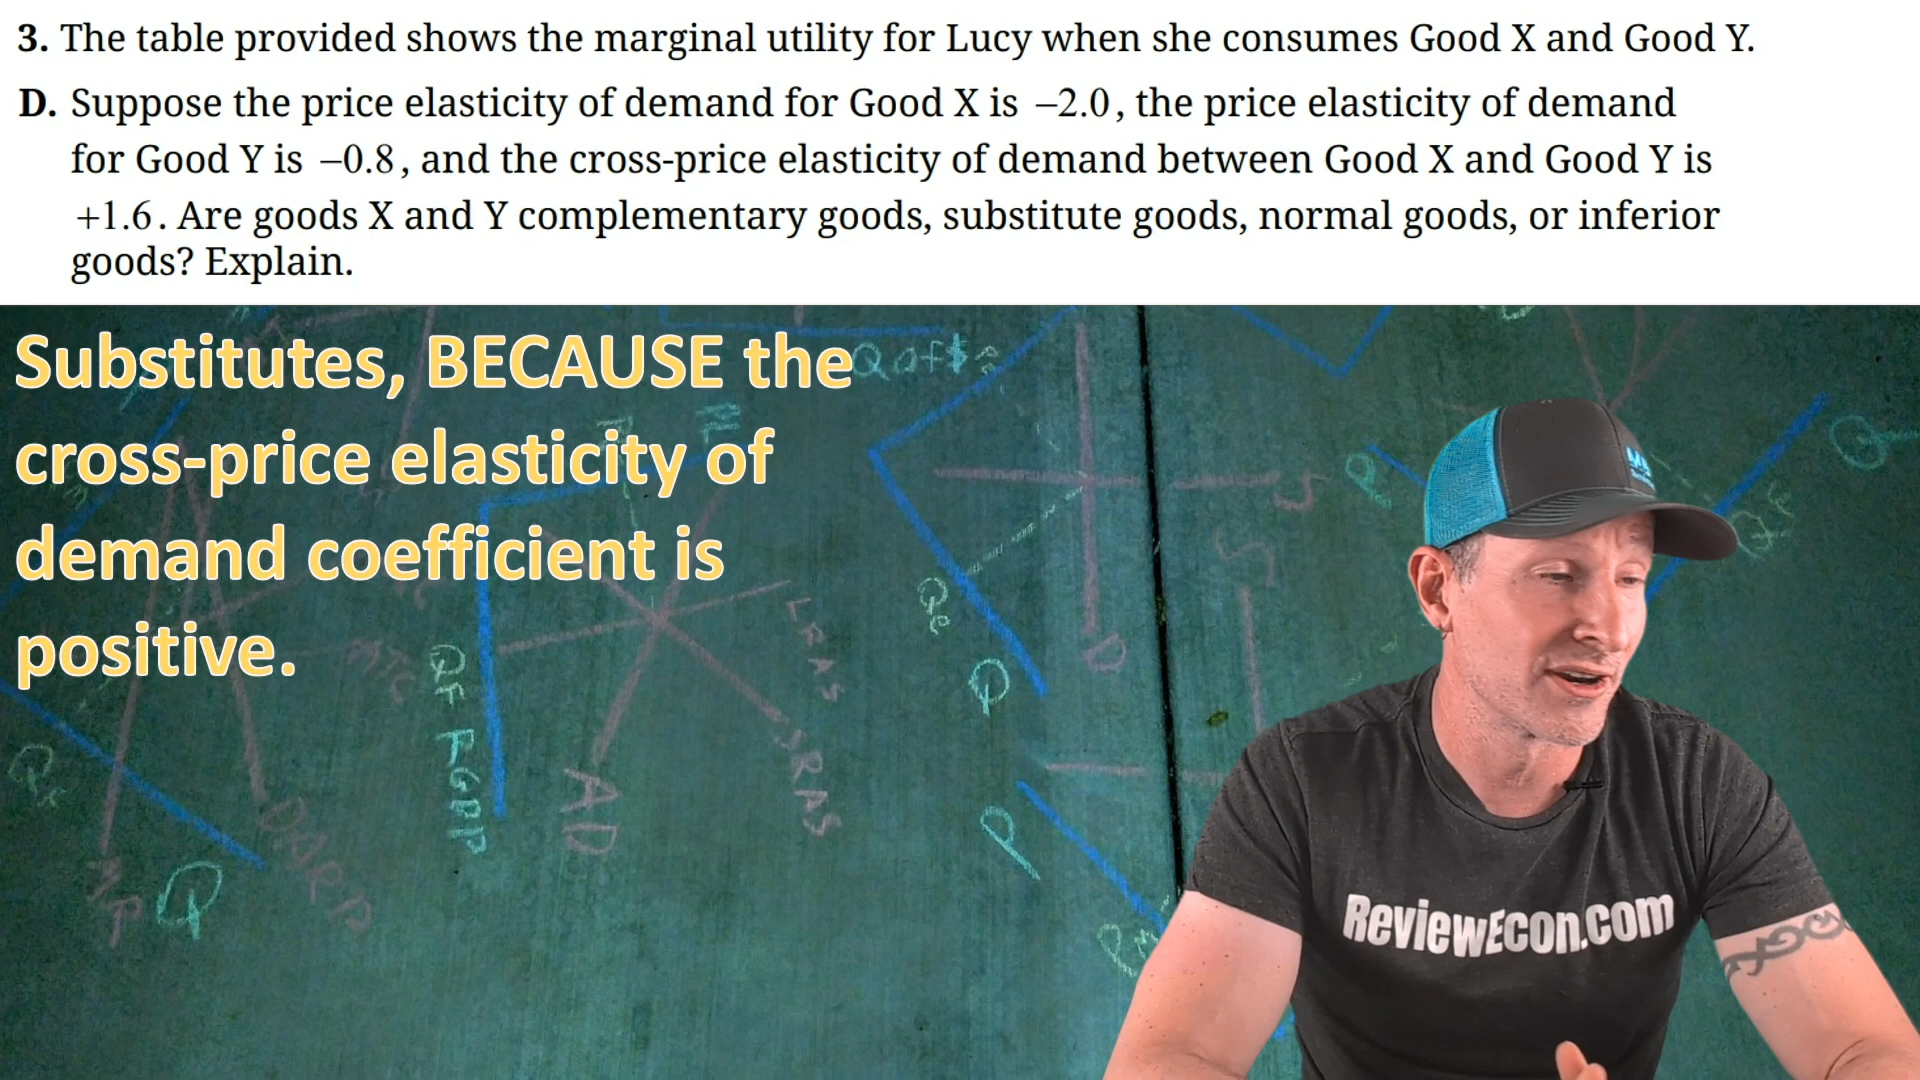 3. The table provided shows the marginal utility for Lucy when she consumes Good X and Good Y.
D. Suppose the price elasticity of demand for Good X is –2.0, the price elasticity of demand
for Good Y is –0.8, and the cross-price elasticity of demand between Good X and Good Y is
+1.6. Are goods X and Y complementary goods, substitute goods, normal goods, or inferior
goods? Explain.
Substitutes, BECAUSE the
cross-price elasticity of
demand coefficient is
positive.
Q of $
S
P
Qe
Q
D
LRAS
SRAS
AD
Q
P
ReviewEcon.com